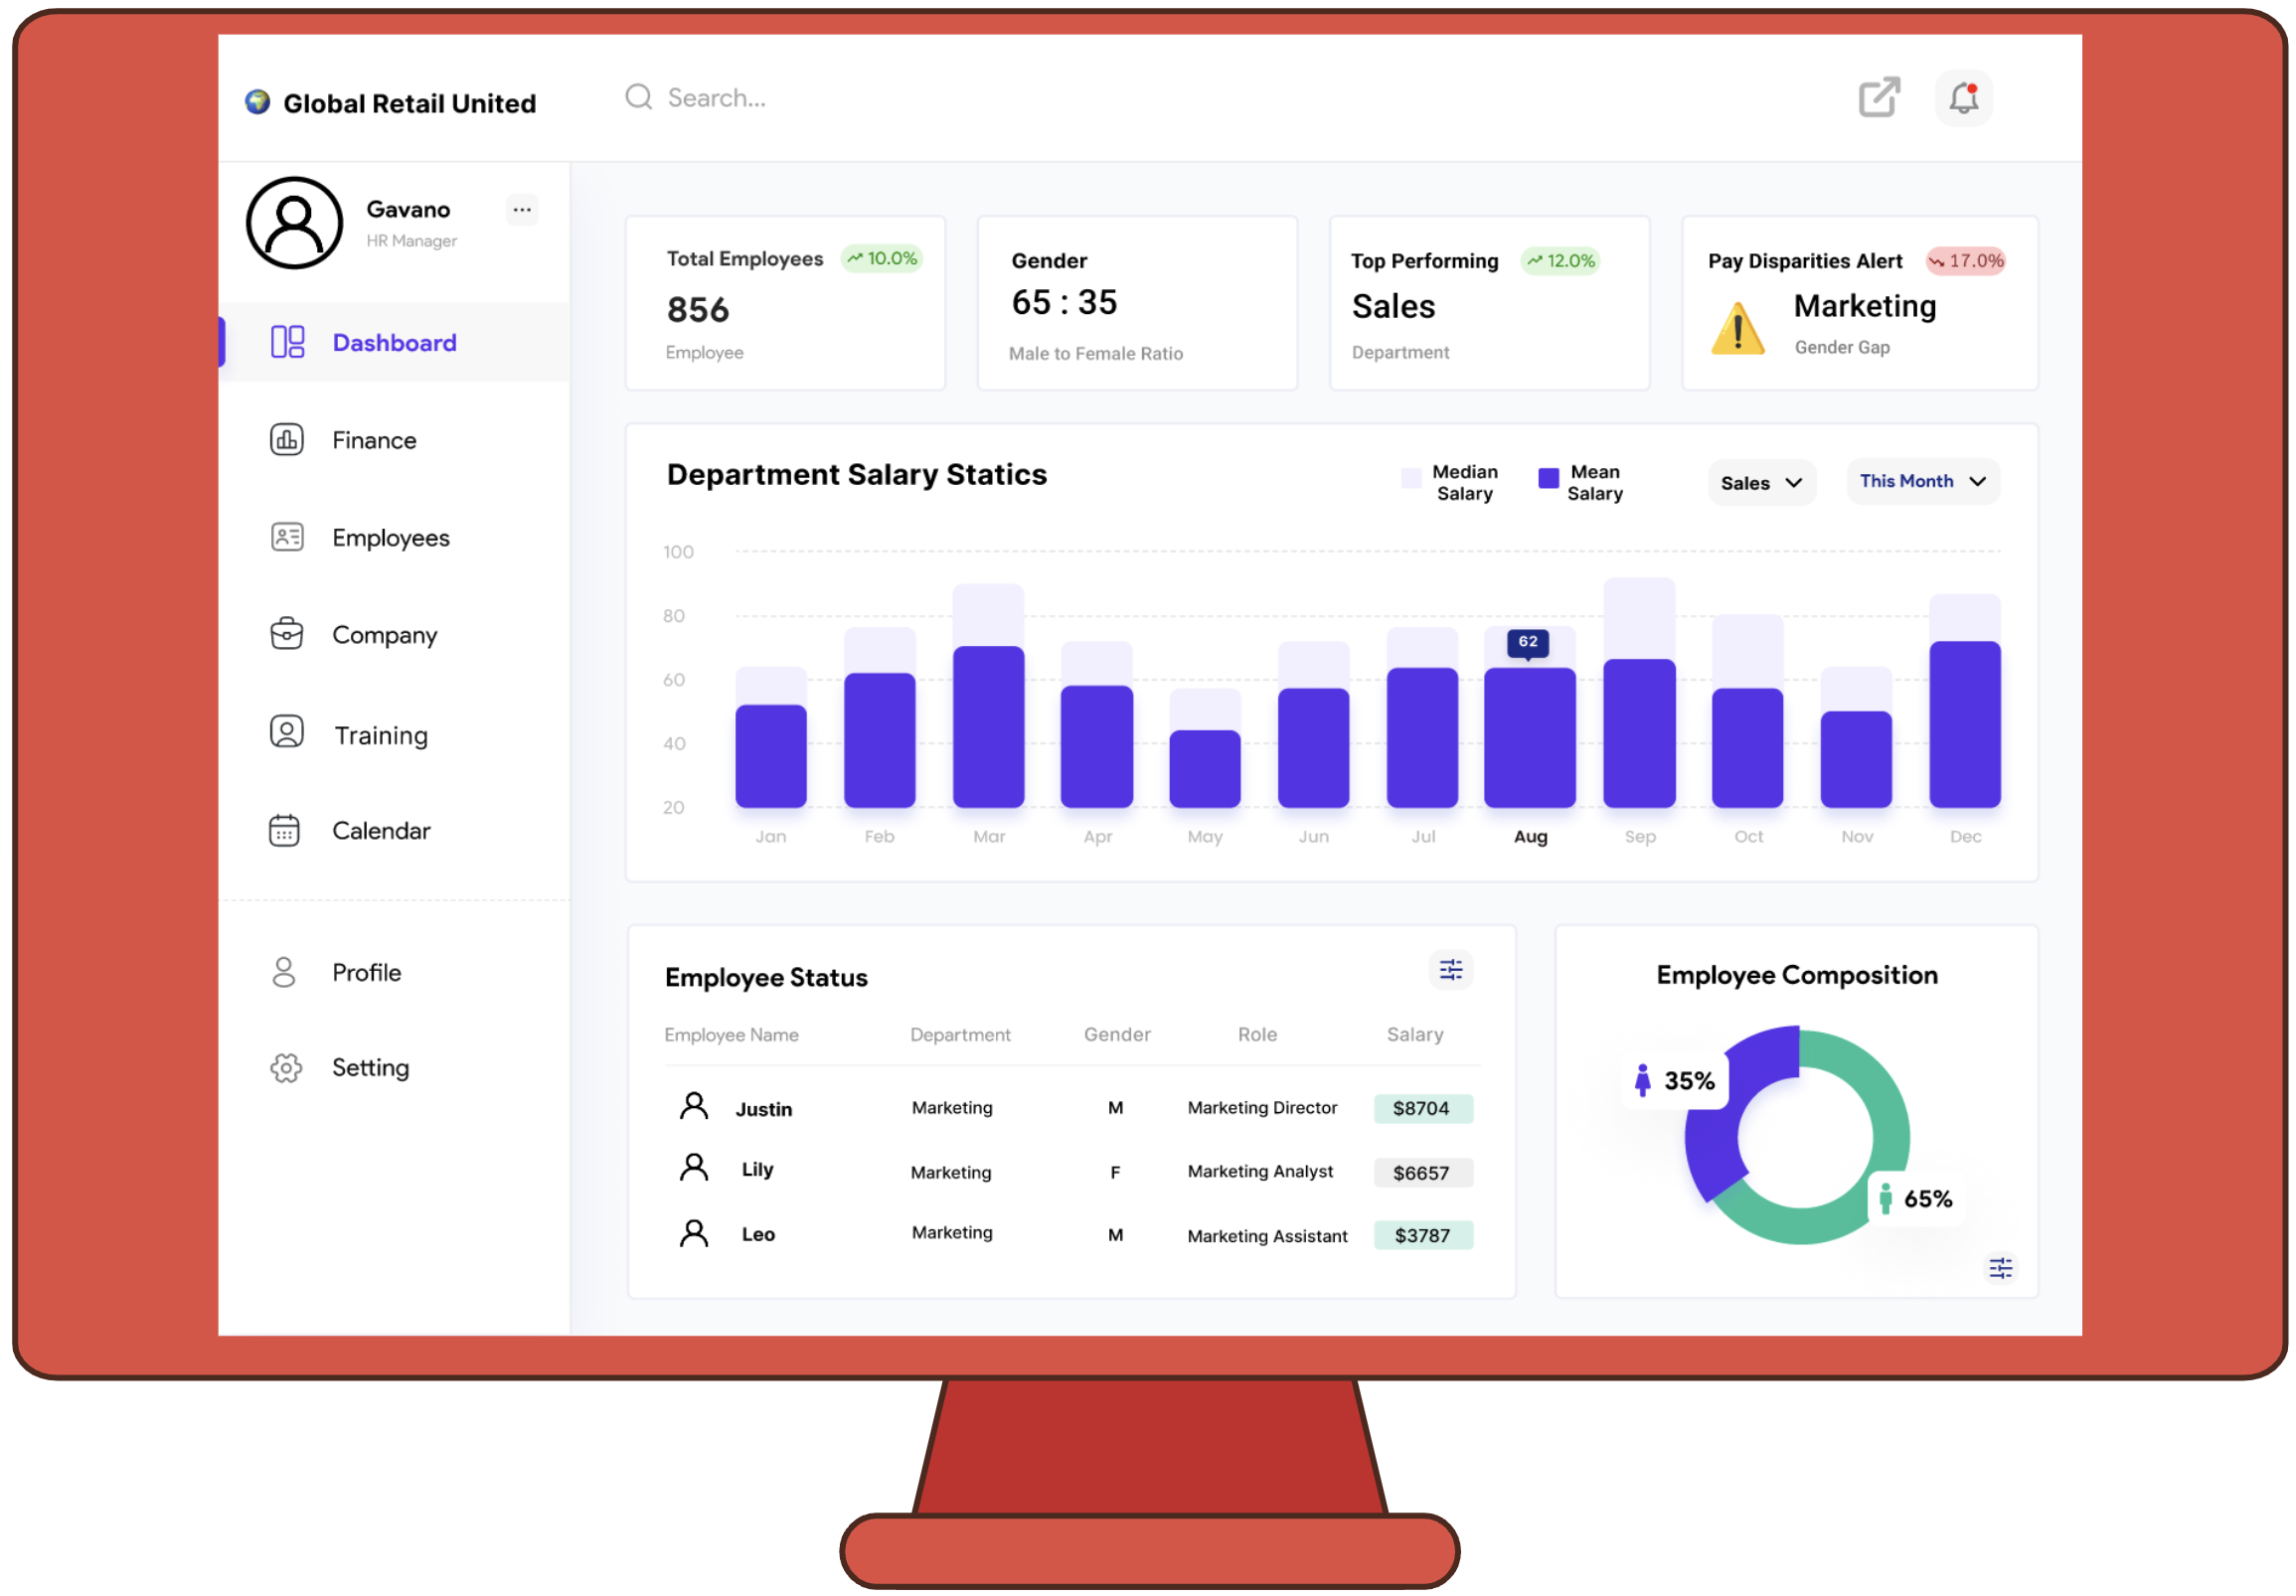 Global Retail United
Search...
Gavano
HR Manager
...
Dashboard
Finance
Employees
Company
Training
Calendar
Profile
Setting
Total Employees 10.0%
856
Employee
Gender
65 : 35
Male to Female Ratio
Top Performing 12.0%
Sales
Department
Pay Disparities Alert 17.0%
Marketing
Gender Gap
Department Salary Statics
Median
Salary
Mean
Salary
Sales
This Month
100
80
60
40
20
62
Jan Feb Mar Apr May Jun Jul Aug Sep Oct Nov Dec
Employee Status
Employee Name Department Gender Role Salary
Justin Marketing M Marketing Director $8704
Lily Marketing F Marketing Analyst $6657
Leo Marketing M Marketing Assistant $3787
Employee Composition
35%
65%